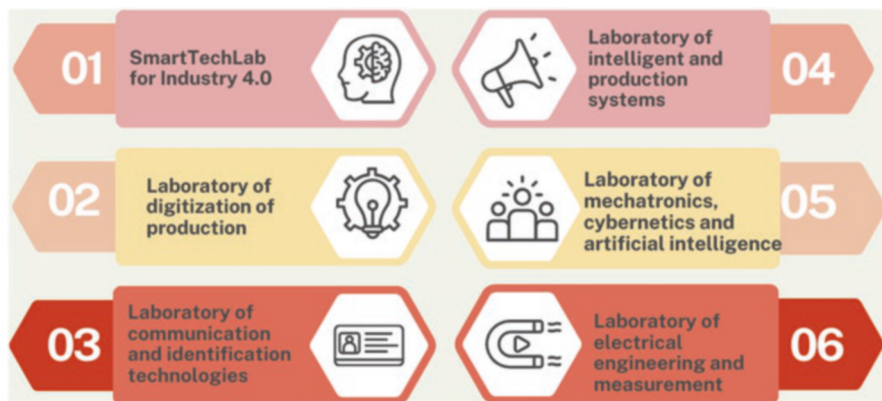 01
SmartTechLab
for Industry 4.0
02
Laboratory of
digitization of
production
03
Laboratory of
communication
and identification
technologies
Laboratory of
intelligent and
production
systems
04
Laboratory of
mechatronics,
cybernetics and
artificial intelligence
05
Laboratory of
electrical
engineering and
measurement
06